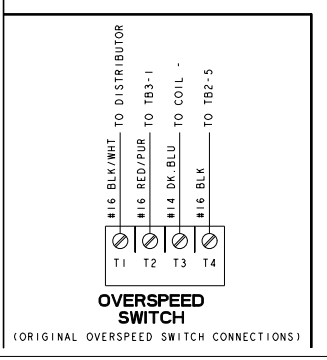 #16 BLK/WHT TO DISTRIBUTOR
#16 RED/PUR TO TB3-1
#14 DK.BLU TO COIL -
#16 BLK TO TB2-5
T1 T2 T3 T4
OVERSPEED
SWITCH
(ORIGINAL OVERSPEED SWITCH CONNECTIONS)